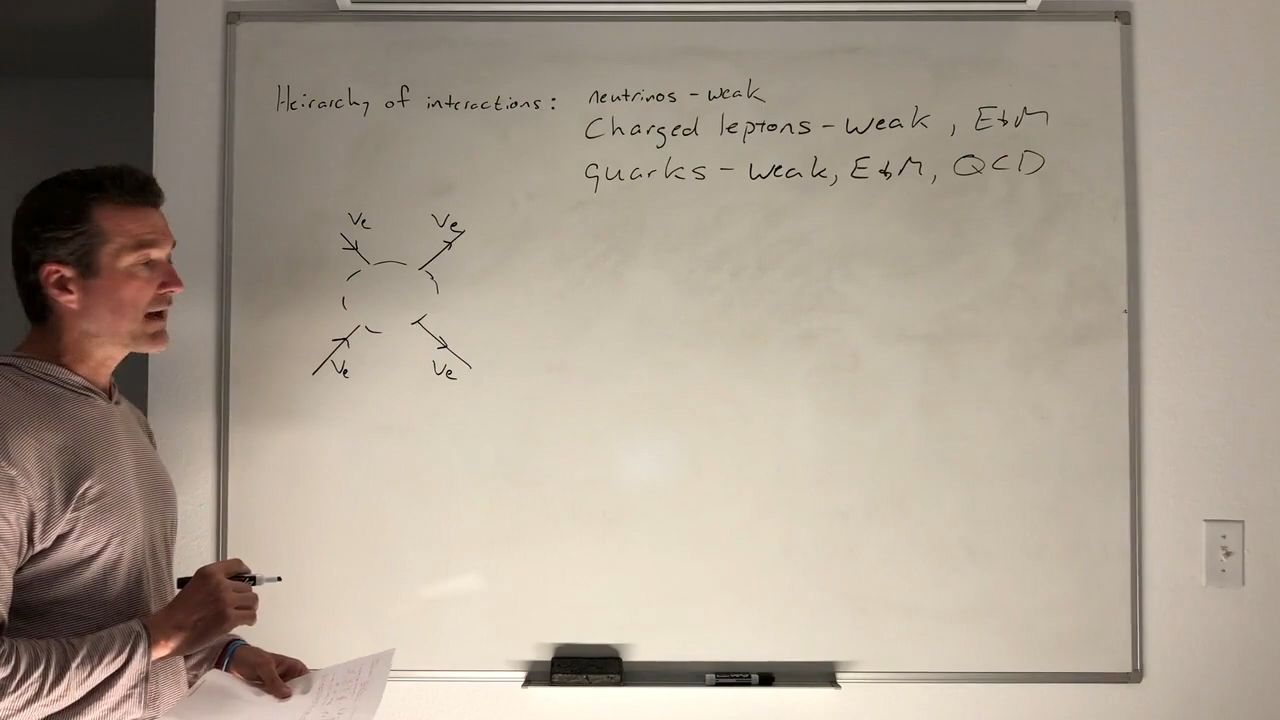 Heirarchy of interactions: neutrinos - weak
Charged leptons - weak, E&M
quarks - weak, E&M, QCD
νe νe
νe νe